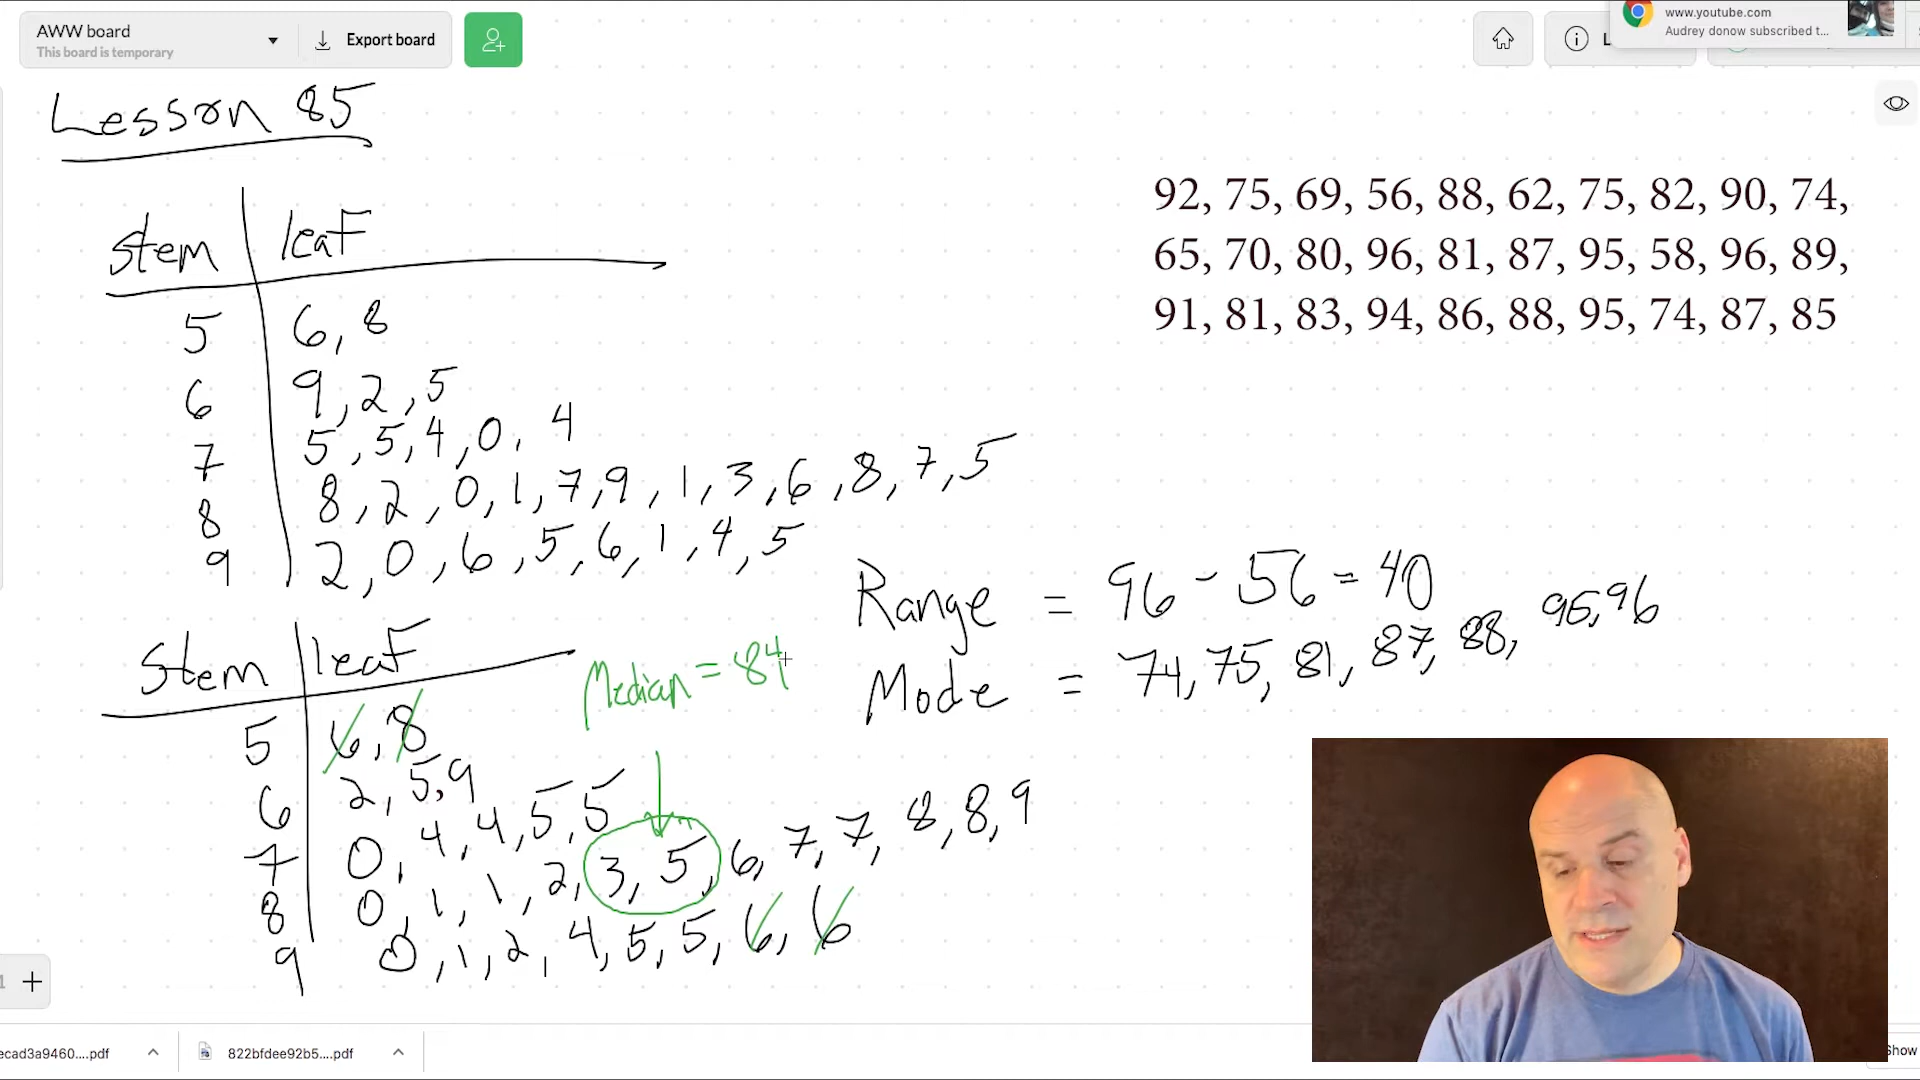 AWW board
This board is temporary
Export board
www.youtube.com
Audrey donow subscribed t...
Lesson 85
92, 75, 69, 56, 88, 62, 75, 82, 90, 74,
65, 70, 80, 96, 81, 87, 95, 58, 96, 89,
91, 81, 83, 94, 86, 88, 95, 74, 87, 85
Stem leaf
5 6, 8
6 9, 2, 5
7 5, 5, 4, 0, 4
8 8, 2, 0, 1, 7, 9, 1, 3, 6, 8, 7, 5
9 2, 0, 6, 5, 6, 1, 4, 5
Range = 96 - 56 = 40
Mode = 74, 75, 81, 87, 88, 95, 96
Median = 84
Stem leaf
5 6, 8
6 2, 5, 9
7 0, 4, 4, 5, 5
8 0, 1, 1, 2, 3, 5, 6, 7, 7, 8, 8, 9
9 0, 1, 2, 4, 5, 5, 6, 6
ecad3a9460....pdf
822bfdee92b5....pdf
Show